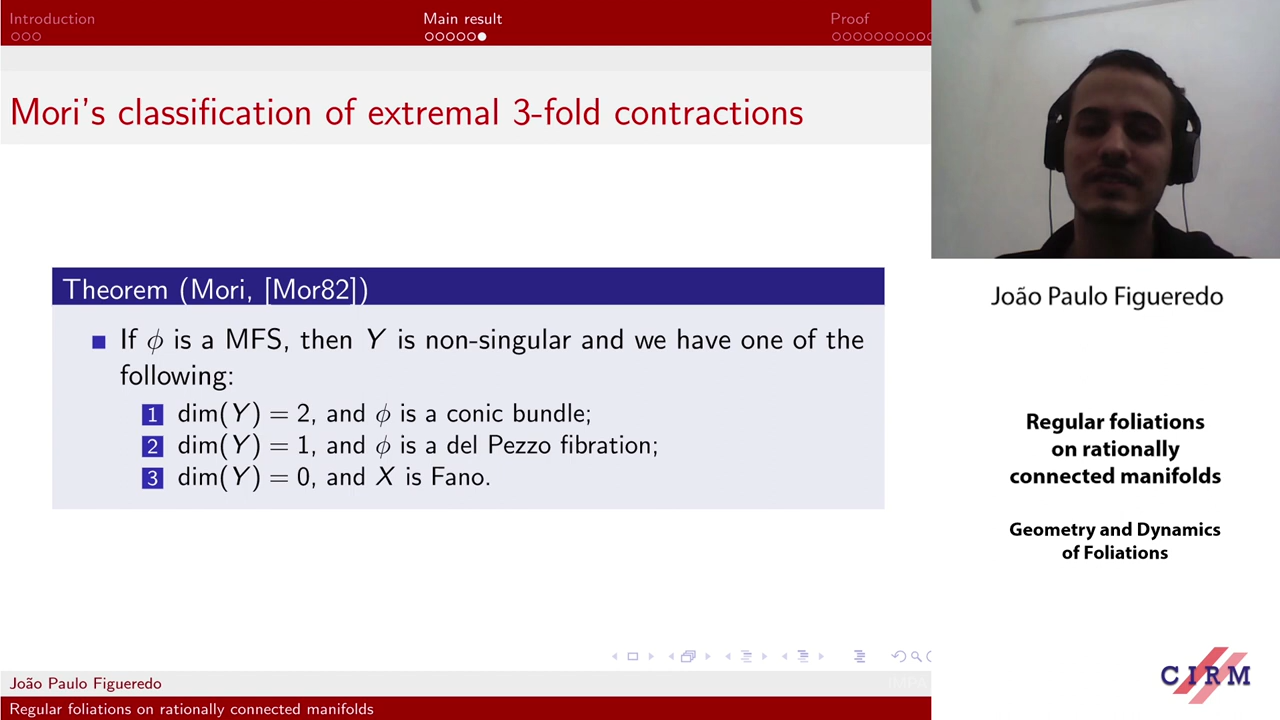 Introduction
Main result
Proof
Mori's classification of extremal 3-fold contractions
Theorem (Mori, [Mor82])
If ϕ is a MFS, then Y is non-singular and we have one of the
following:
1 dim(Y) = 2, and ϕ is a conic bundle;
2 dim(Y) = 1, and ϕ is a del Pezzo fibration;
3 dim(Y) = 0, and X is Fano.
João Paulo Figueredo
IMPA
Regular foliations on rationally connected manifolds
João Paulo Figueredo
Regular foliations
on rationally
connected manifolds
Geometry and Dynamics
of Foliations
CIRM